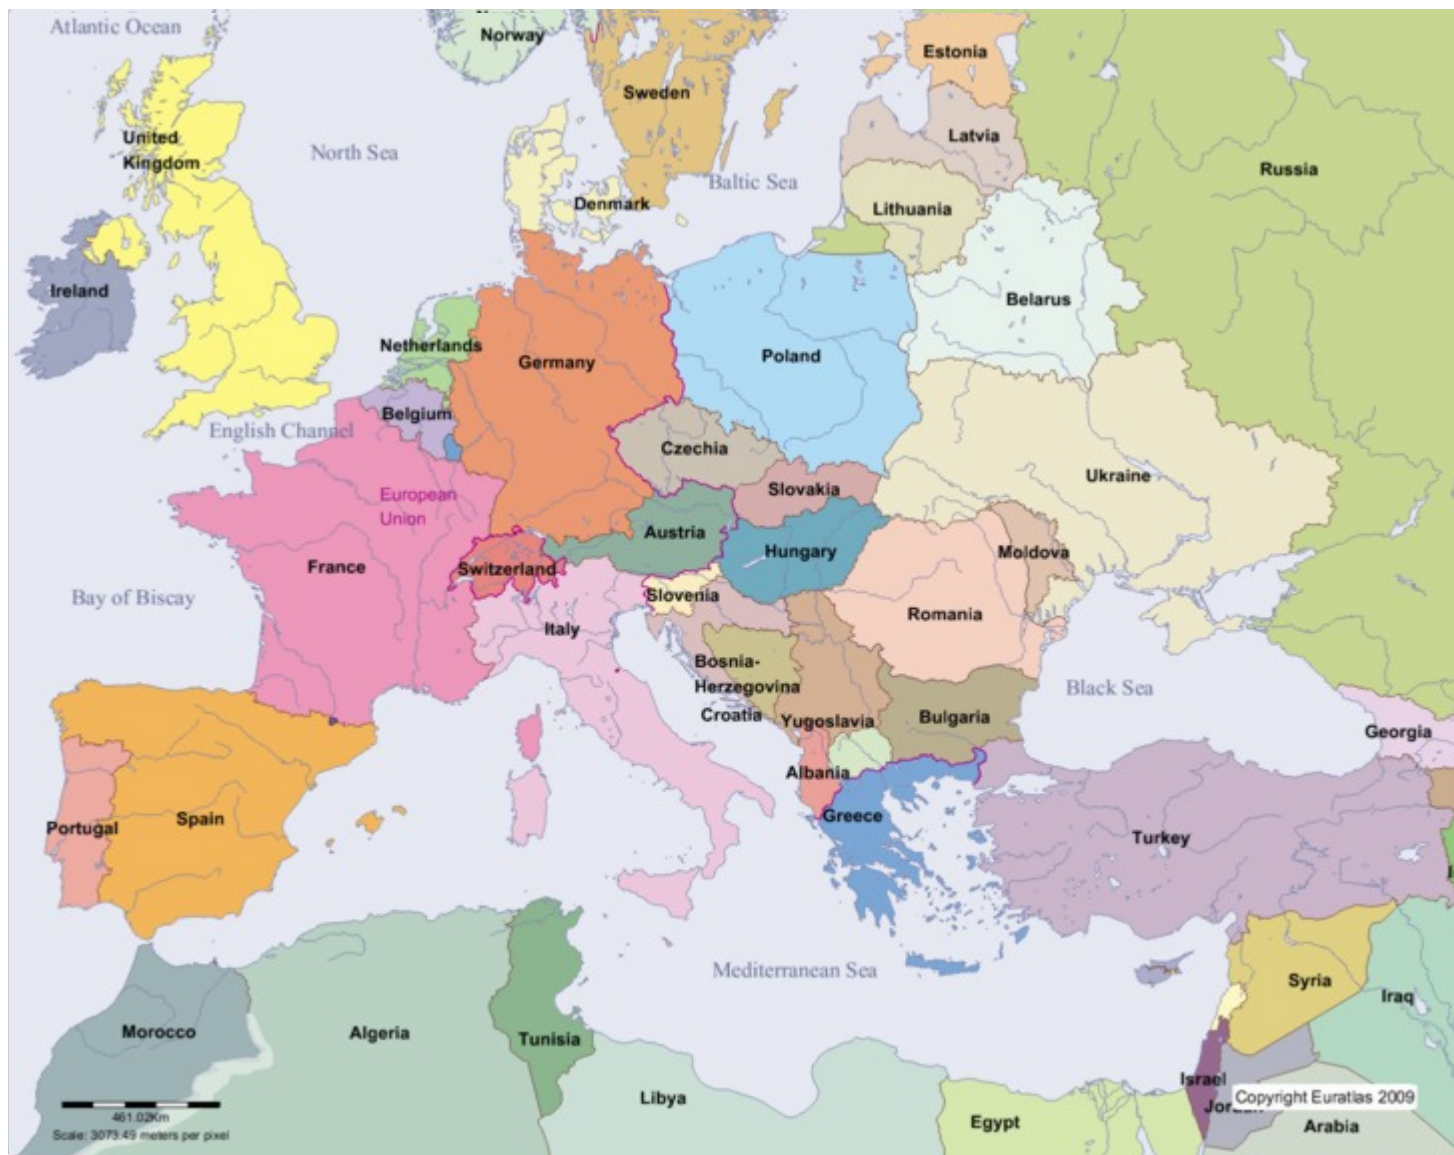 Atlantic Ocean
Norway
Estonia
Sweden
United
Kingdom
Latvia
North Sea
Russia
Baltic Sea
Denmark
Lithuania
Ireland
Belarus
Netherlands
Germany
Poland
Belgium
English Channel
Czechia
Ukraine
Slovakia
European
Union
Austria
Hungary
Moldova
France
Switzerland
Slovenia
Bay of Biscay
Romania
Italy
Bosnia-
Herzegovina
Black Sea
Croatia
Yugoslavia
Bulgaria
Georgia
Albania
Greece
Portugal
Spain
Turkey
Mediterranean Sea
Syria
Iraq
Morocco
Algeria
Tunisia
Israel
Libya
Copyright Euratlas 2009
461.02Km
Egypt
Arabia
Scale: 3073.49 meters per pixel